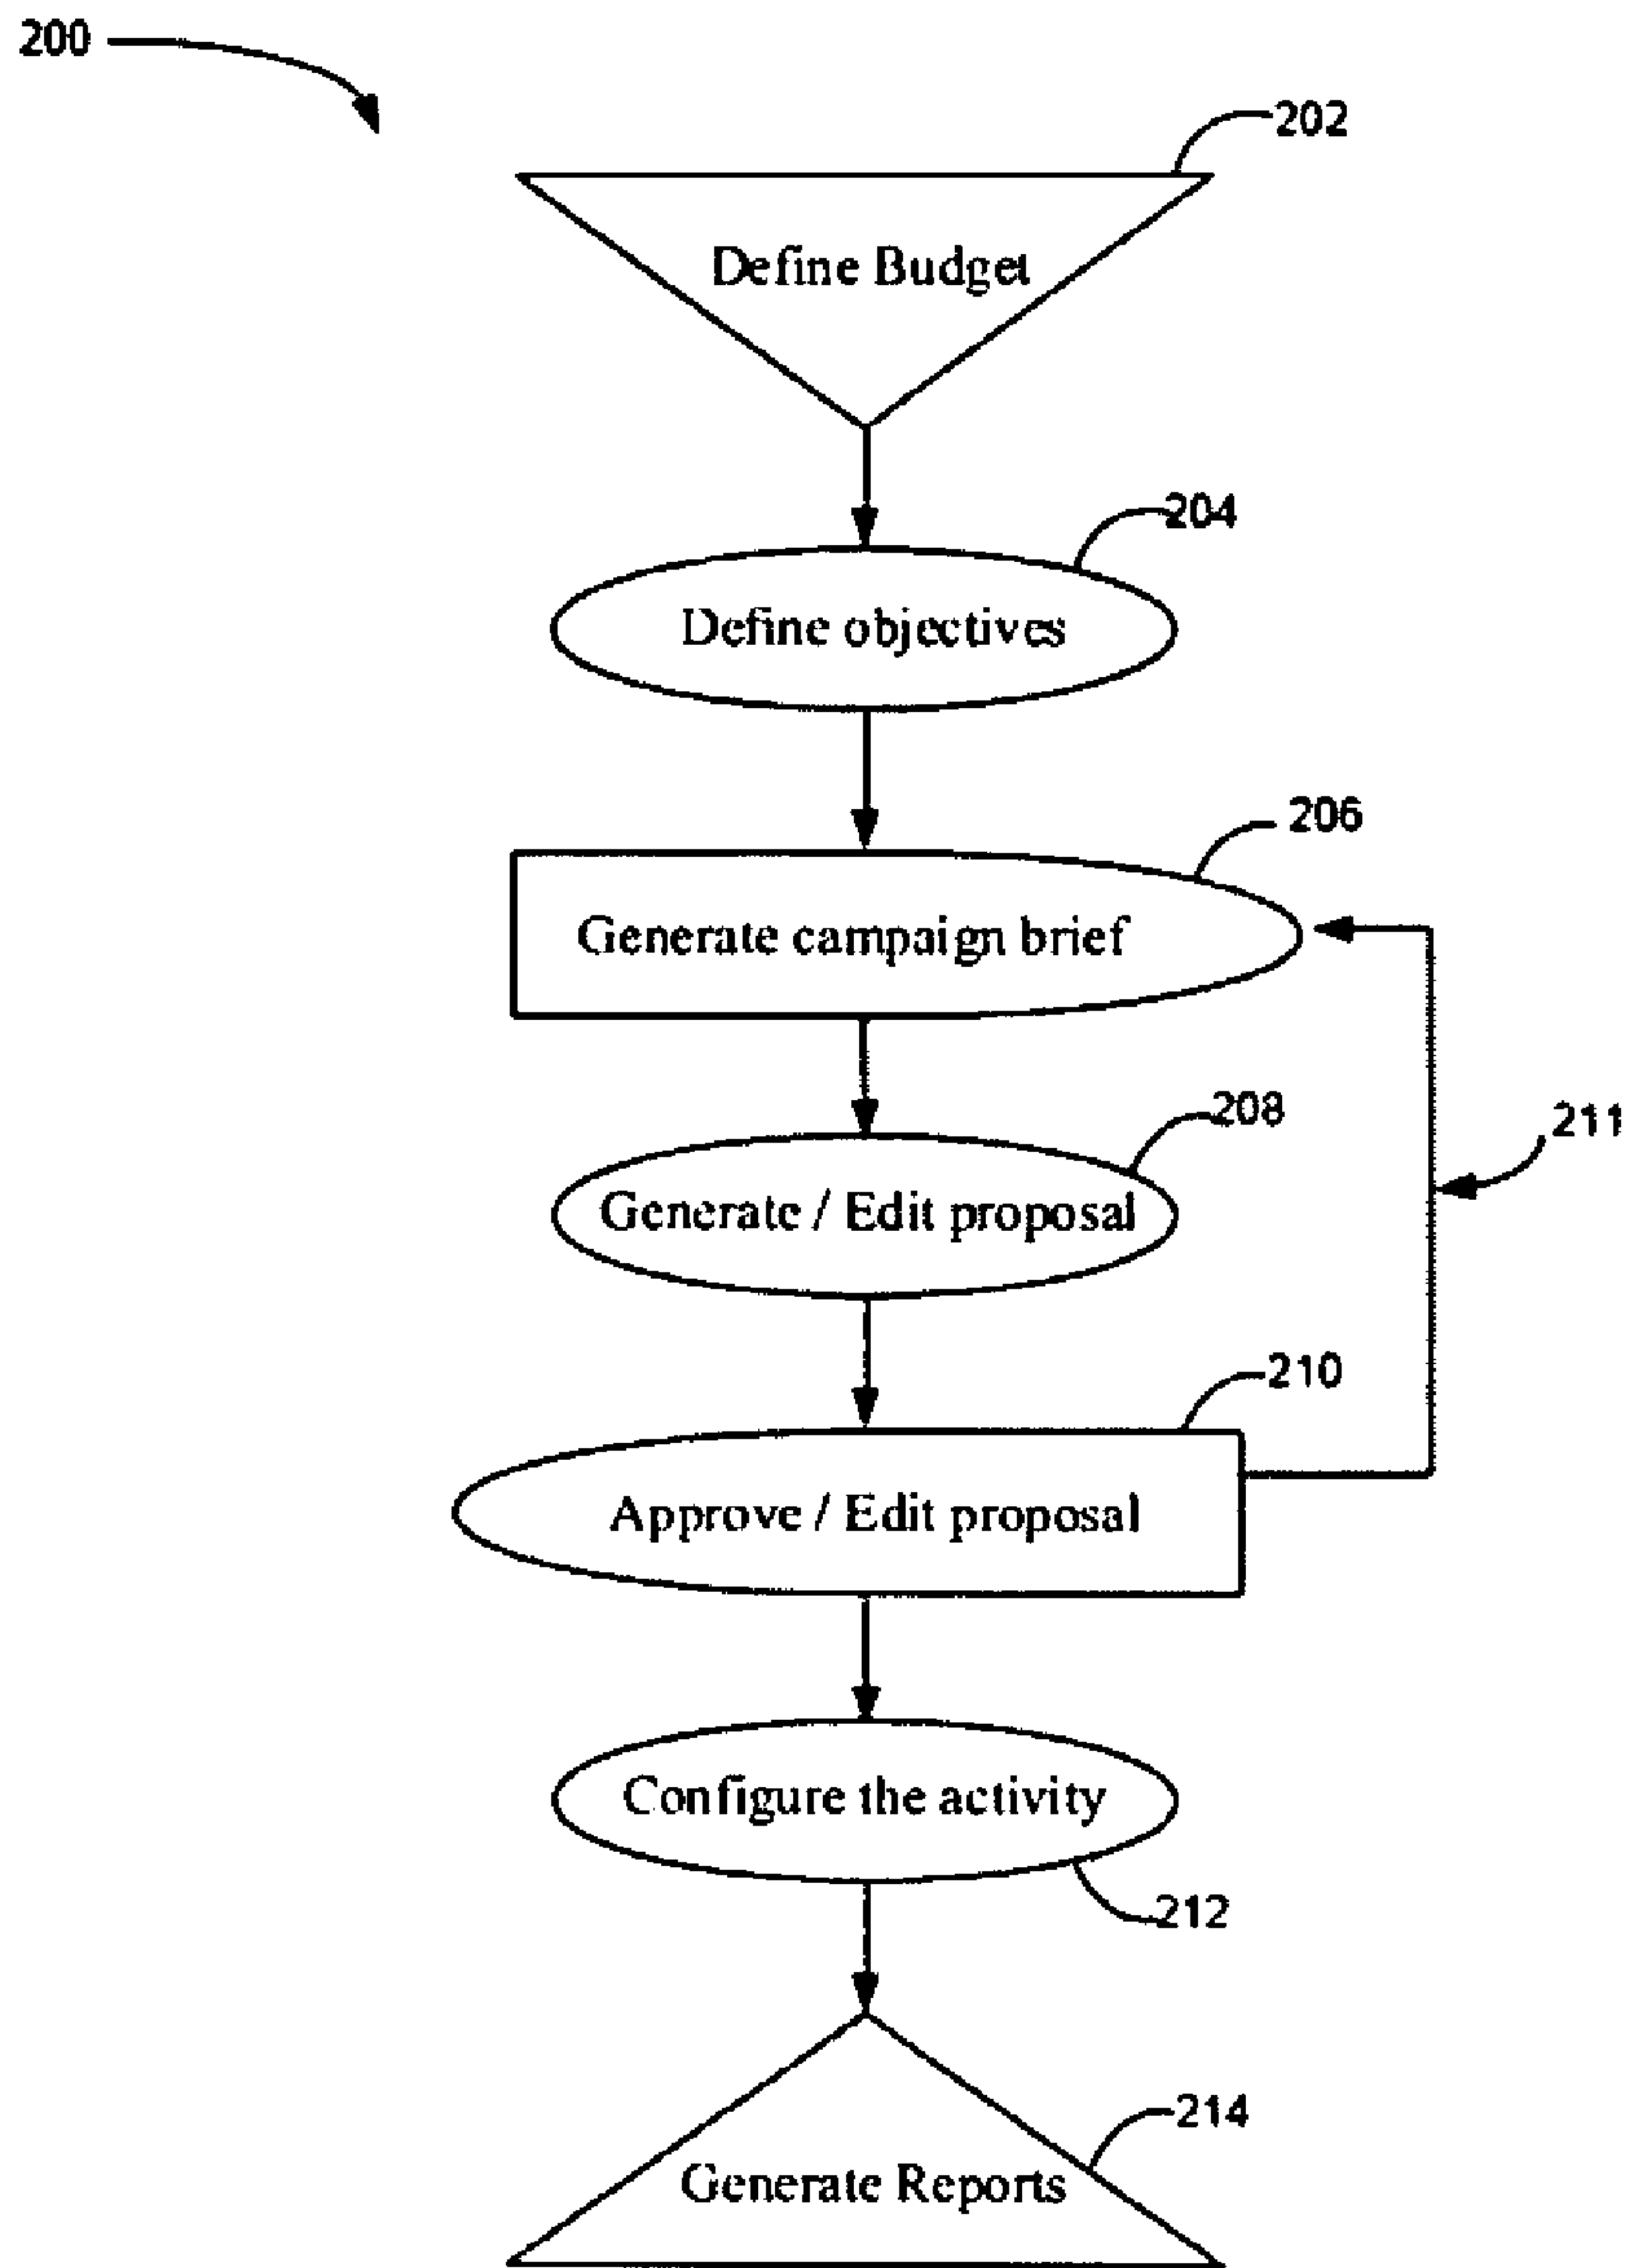 200
202
Define Budget
204
Define objectives
206
Generate campaign brief
208
Generate / Edit proposal
211
210
Approve / Edit proposal
Configure the activity
212
214
Generate Reports